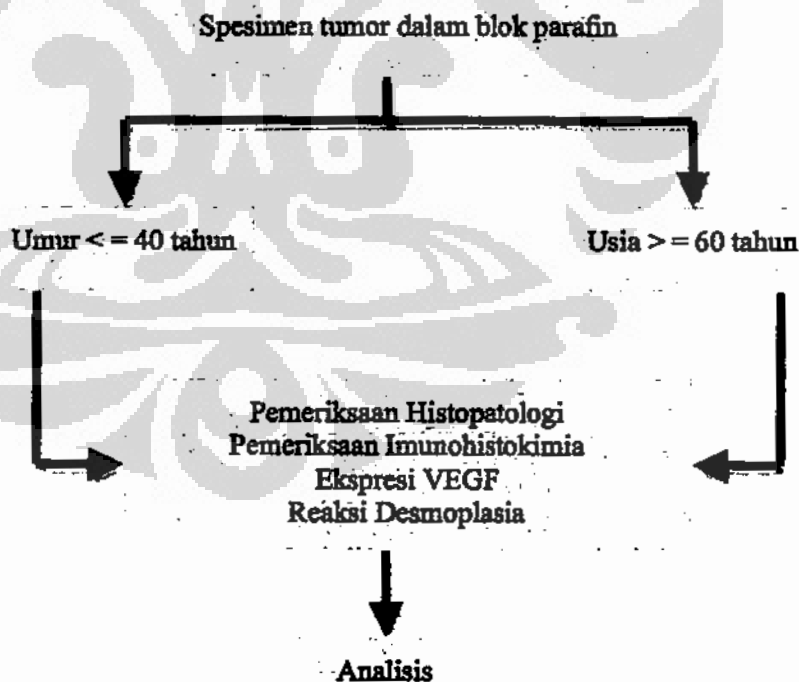 Spesimen tumor dalam blok parafin
Umur < = 40 tahun
Usia > = 60 tahun
Pemeriksaan Histopatologi
Pemeriksaan Imunohistokimia
Ekspresi VEGF
Reaksi Desmoplasia
Analisis